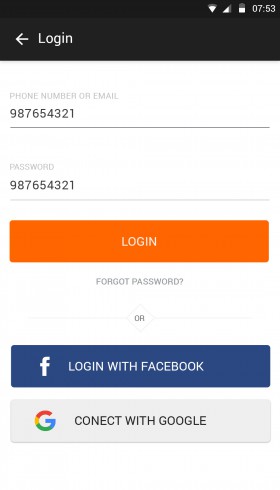 07:53
Login
PHONE NUMBER OR EMAIL
987654321
PASSWORD
987654321
LOGIN
FORGOT PASSWORD?
OR
f LOGIN WITH FACEBOOK
G CONECT WITH GOOGLE